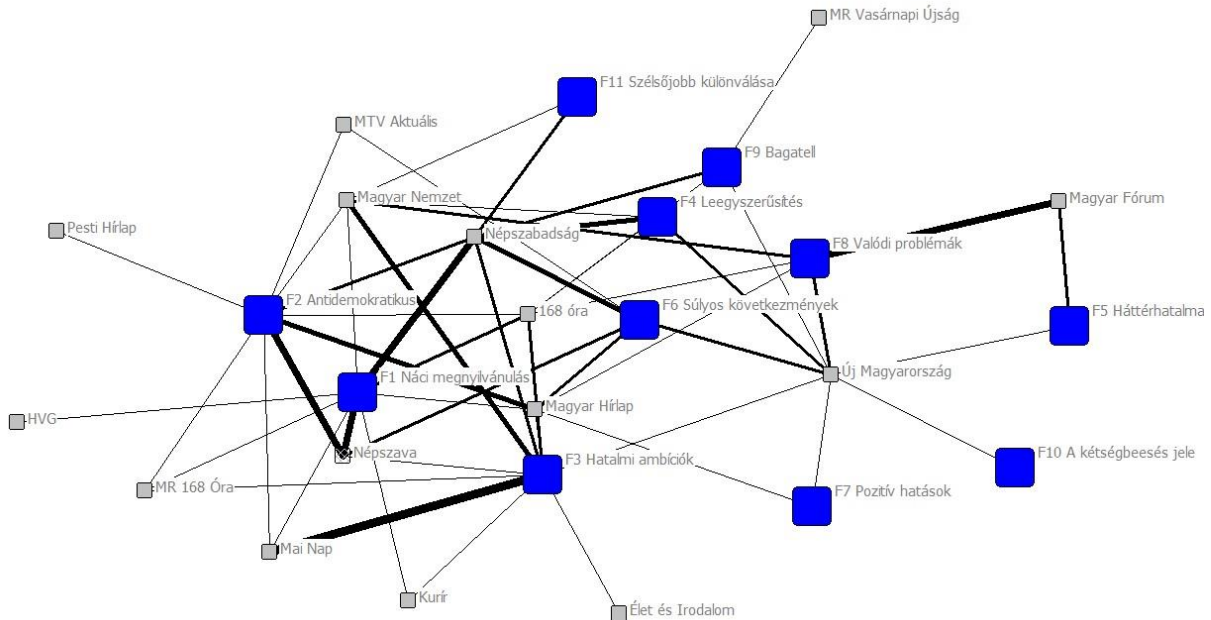 MR Vasárnapi Újság
F11 Szélsőjobb különválása
MTV Aktuális
F9 Bagatell
Magyar Nemzet
F4 Leegyszerűsítés
Magyar Fórum
Pesti Hírlap
Népszabadság
F8 Valódi problémák
F2 Antidemokratikus
168 óra
F6 Súlyos következmények
F5 Háttérhatalma
F1 Náci megnyilvánulás
Új Magyarország
Magyar Hírlap
HVG
Népszava
F3 Hatalmi ambíciók
F10 A kétségbeesés jele
MR 168 Óra
F7 Pozitív hatások
Mai Nap
Kurír
Élet és Irodalom